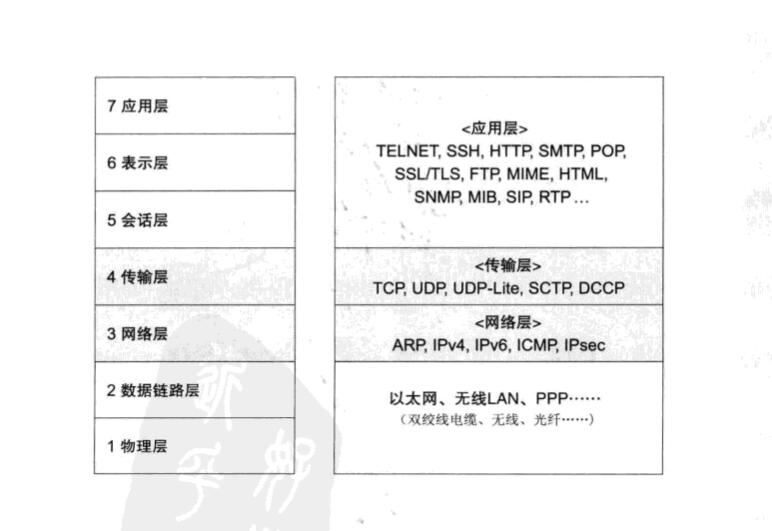 7 应用层
6 表示层
5 会话层
4 传输层
3 网络层
2 数据链路层
1 物理层
<应用层>
TELNET, SSH, HTTP, SMTP, POP,
SSL/TLS, FTP, MIME, HTML,
SNMP, MIB, SIP, RTP ...
<传输层>
TCP, UDP, UDP-Lite, SCTP, DCCP
<网络层>
ARP, IPv4, IPv6, ICMP, IPsec
以太网、无线LAN、PPP……
（双绞线电缆、无线、光纤……）